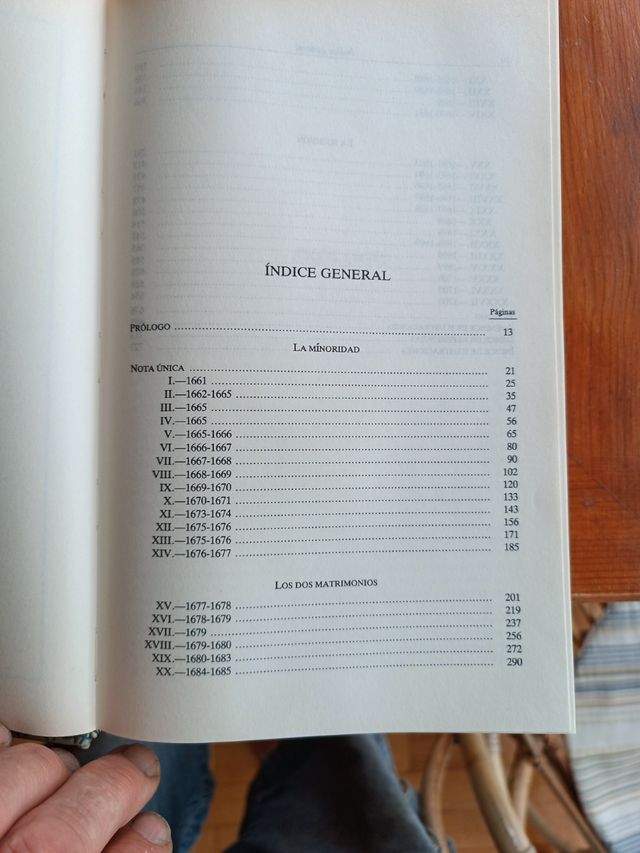 ÍNDICE GENERAL
Páginas
PRÓLOGO ........ 13
LA MÍNORIDAD
NOTA ÚNICA ........ 21
I.—1661 ........ 25
II.—1662-1665 ........ 35
III.—1665 ........ 47
IV.—1665 ........ 56
V.—1665-1666 ........ 65
VI.—1666-1667 ........ 80
VII.—1667-1668 ........ 90
VIII.—1668-1669 ........ 102
IX.—1669-1670 ........ 120
X.—1670-1671 ........ 133
XI.—1673-1674 ........ 143
XII.—1675-1676 ........ 156
XIII.—1675-1676 ........ 171
XIV.—1676-1677 ........ 185
LOS DOS MATRIMONIOS
XV.—1677-1678 ........ 201
XVI.—1678-1679 ........ 219
XVII.—1679 ........ 237
XVIII.—1679-1680 ........ 256
XIX.—1680-1683 ........ 272
XX.—1684-1685 ........ 290